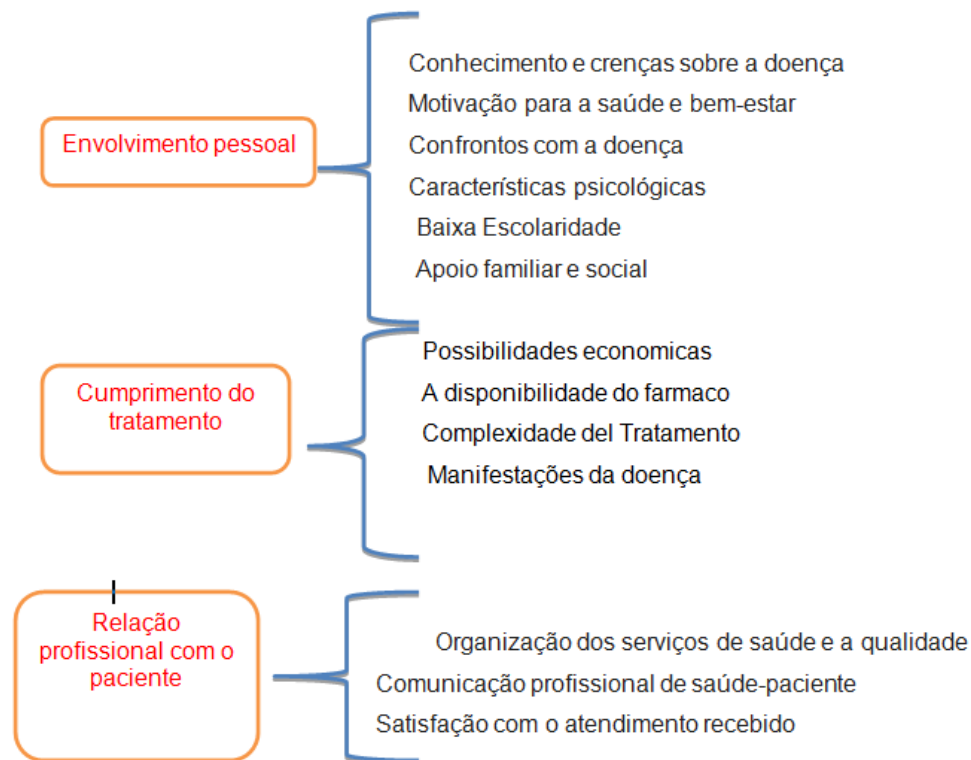 Envolvimento pessoal
Conhecimento e crenças sobre a doença
Motivação para a saúde e bem-estar
Confrontos com a doença
Características psicológicas
Baixa Escolaridade
Apoio familiar e social
Cumprimento do
tratamento
Possibilidades economicas
A disponibilidade do farmaco
Complexidade del Tratamento
Manifestações da doença
Relação
profissional com o
paciente
Organização dos serviços de saúde e a qualidade
Comunicação profissional de saúde-paciente
Satisfação com o atendimento recebido